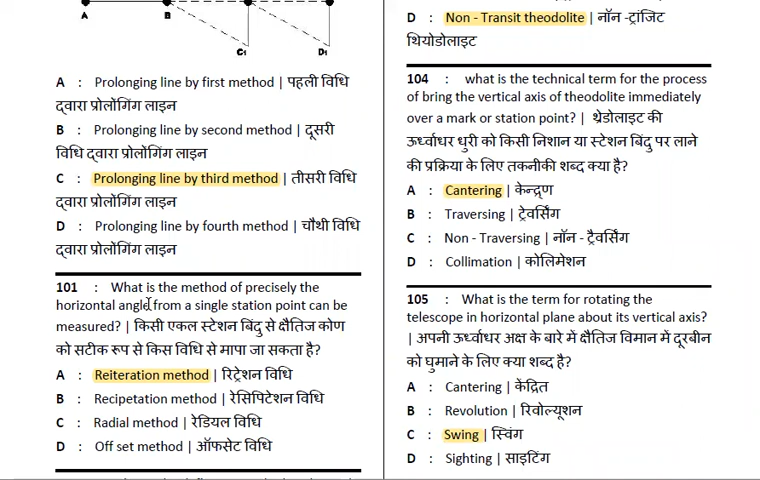 A
B
C1
D1
A : Prolonging line by first method | पहली विधि
द्वारा प्रोलोंगिंग लाइन
B : Prolonging line by second method | दूसरी
विधि द्वारा प्रोलोंगिंग लाइन
C : Prolonging line by third method | तीसरी विधि
द्वारा प्रोलोंगिंग लाइन
D : Prolonging line by fourth method | चौथी विधि
द्वारा प्रोलोंगिंग लाइन
101 : What is the method of precisely the
horizontal angle from a single station point can be
measured? | किसी एकल स्टेशन बिंदु से क्षैतिज कोण
को सटीक रूप से किस विधि से मापा जा सकता है?
A : Reiteration method | रिट्रेशन विधि
B : Recipetation method | रेसिपिटेशन विधि
C : Radial method | रेडियल विधि
D : Off set method | ऑफसेट विधि
D : Non - Transit theodolite | नॉन -ट्रांजिट
थियोडोलाइट
104 : what is the technical term for the process
of bring the vertical axis of theodolite immediately
over a mark or station point? | थ्रेडोलाइट की
ऊर्ध्वाधर धुरी को किसी निशान या स्टेशन बिंदु पर लाने
की प्रक्रिया के लिए तकनीकी शब्द क्या है?
A : Cantering | केन्द्रण
B : Traversing | ट्रेवर्सिंग
C : Non - Traversing | नॉन - ट्रैवर्सिंग
D : Collimation | कोलिमेशन
105 : What is the term for rotating the
telescope in horizontal plane about its vertical axis?
| अपनी ऊर्ध्वाधर अक्ष के बारे में क्षैतिज विमान में दूरबीन
को घुमाने के लिए क्या शब्द है?
A : Cantering | केंद्रित
B : Revolution | रिवोल्यूशन
C : Swing | स्विंग
D : Sighting | साइटिंग